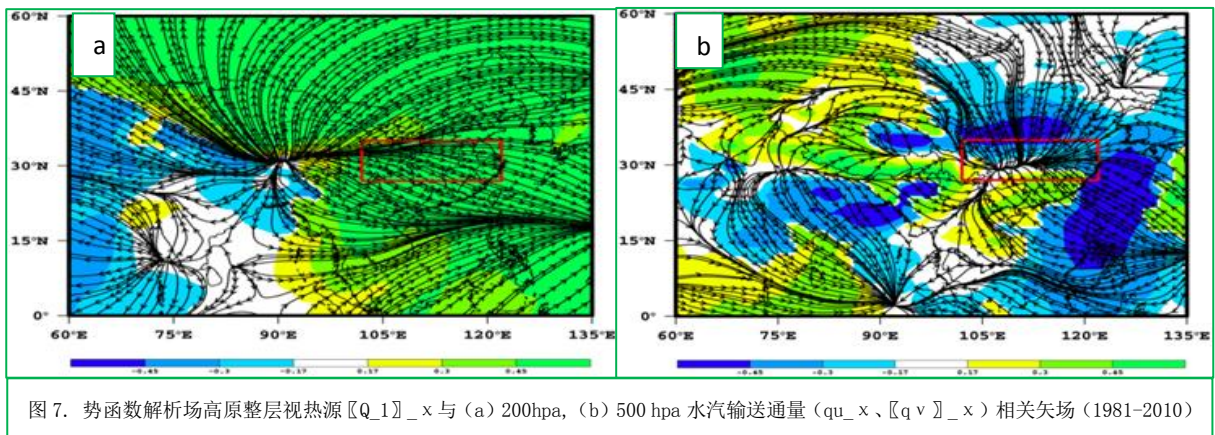 a
b
60°N
60°N
45°N
45°N
30°N
30°N
15°N
15°N
0°
0°
60°E 75°E 90°E 105°E 120°E 135°E
60°E 75°E 90°E 105°E 120°E 135°E
-0.45 -0.3 -0.17 0.17 0.3 0.45
-0.45 -0.3 -0.17 0.17 0.3 0.45
图 7. 势函数解析场高原整层视热源〖Q_1〗_ x 与(a) 200hpa, (b) 500 hpa 水汽输送通量(qu_ x、〖q v〗_ x)相关矢场(1981-2010)